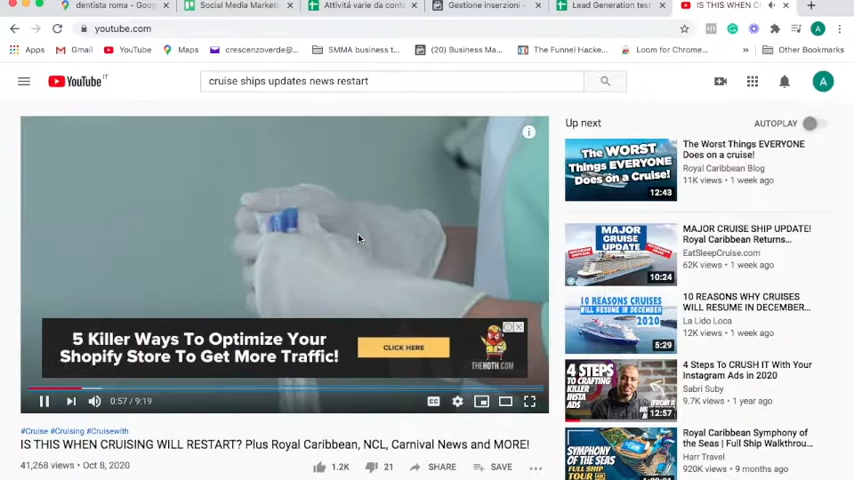 dentista roma - Goog
Social Media Marketi
Attività varie da cont
Gestione inserzioni -
Lead Generation test
IS THIS WHEN C
youtube.com
Apps
Gmail
YouTube
Maps
crescenzoverde@...
SMMA business t...
(20) Business Ma...
The Funnel Hacke...
Loom for Chrome...
»
Other Bookmarks
YouTube IT
cruise ships updates news restart
A
Up next
AUTOPLAY
The WORST
Things EVERYONE
Does on a Cruise!
12:43
The Worst Things EVERYONE
Does on a cruise!
Royal Caribbean Blog
11K views • 1 week ago
MAJOR
CRUISE
UPDATE
10:24
MAJOR CRUISE SHIP UPDATE!
Royal Caribbean Returns...
EatSleepCruise.com
62K views • 1 week ago
10 REASONS CRUISES
WILL RESUME IN DECEMBER
2020
5:29
10 REASONS WHY CRUISES
WILL RESUME IN DECEMBER...
La Lido Loca
12K views • 1 week ago
4 STEPS
TO CRAFTING
KILLER
INSTA
ADS
12:57
4 Steps To CRUSH IT With Your
Instagram Ads in 2020
Sabri Suby
9.7K views • 1 year ago
SYMPHONY
OF THE SEAS
FULL SHIP
TOUR 4K
Royal Caribbean Symphony of
the Seas | Full Ship Walkthrou...
Harr Travel
920K views • 9 months ago
5 Killer Ways To Optimize Your
Shopify Store To Get More Traffic!
CLICK HERE
THEHOTH.COM
0:57 / 9:19
#Cruise #Cruising #Cruisewith
IS THIS WHEN CRUISING WILL RESTART? Plus Royal Caribbean, NCL, Carnival News and MORE!
41,268 views • Oct 8, 2020
1.2K
21
SHARE
SAVE